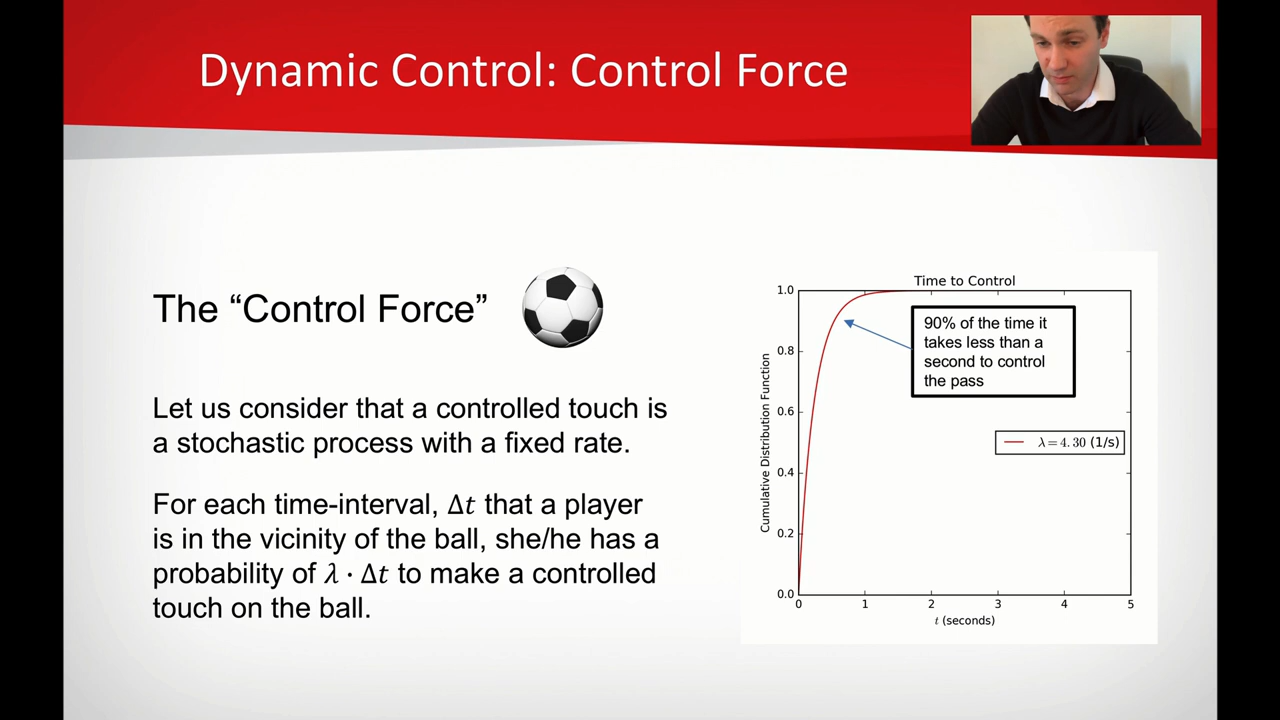 Dynamic Control: Control Force
The “Control Force”
Let us consider that a controlled touch is
a stochastic process with a fixed rate.
For each time-interval, Δt that a player
is in the vicinity of the ball, she/he has a
probability of λ · Δt to make a controlled
touch on the ball.
Time to Control
1.0
0.8
0.6
0.4
0.2
0.0
Cumulative Distribution Function
90% of the time it
takes less than a
second to control
the pass
λ = 4.30 (1/s)
0 1 2 3 4 5
t (seconds)